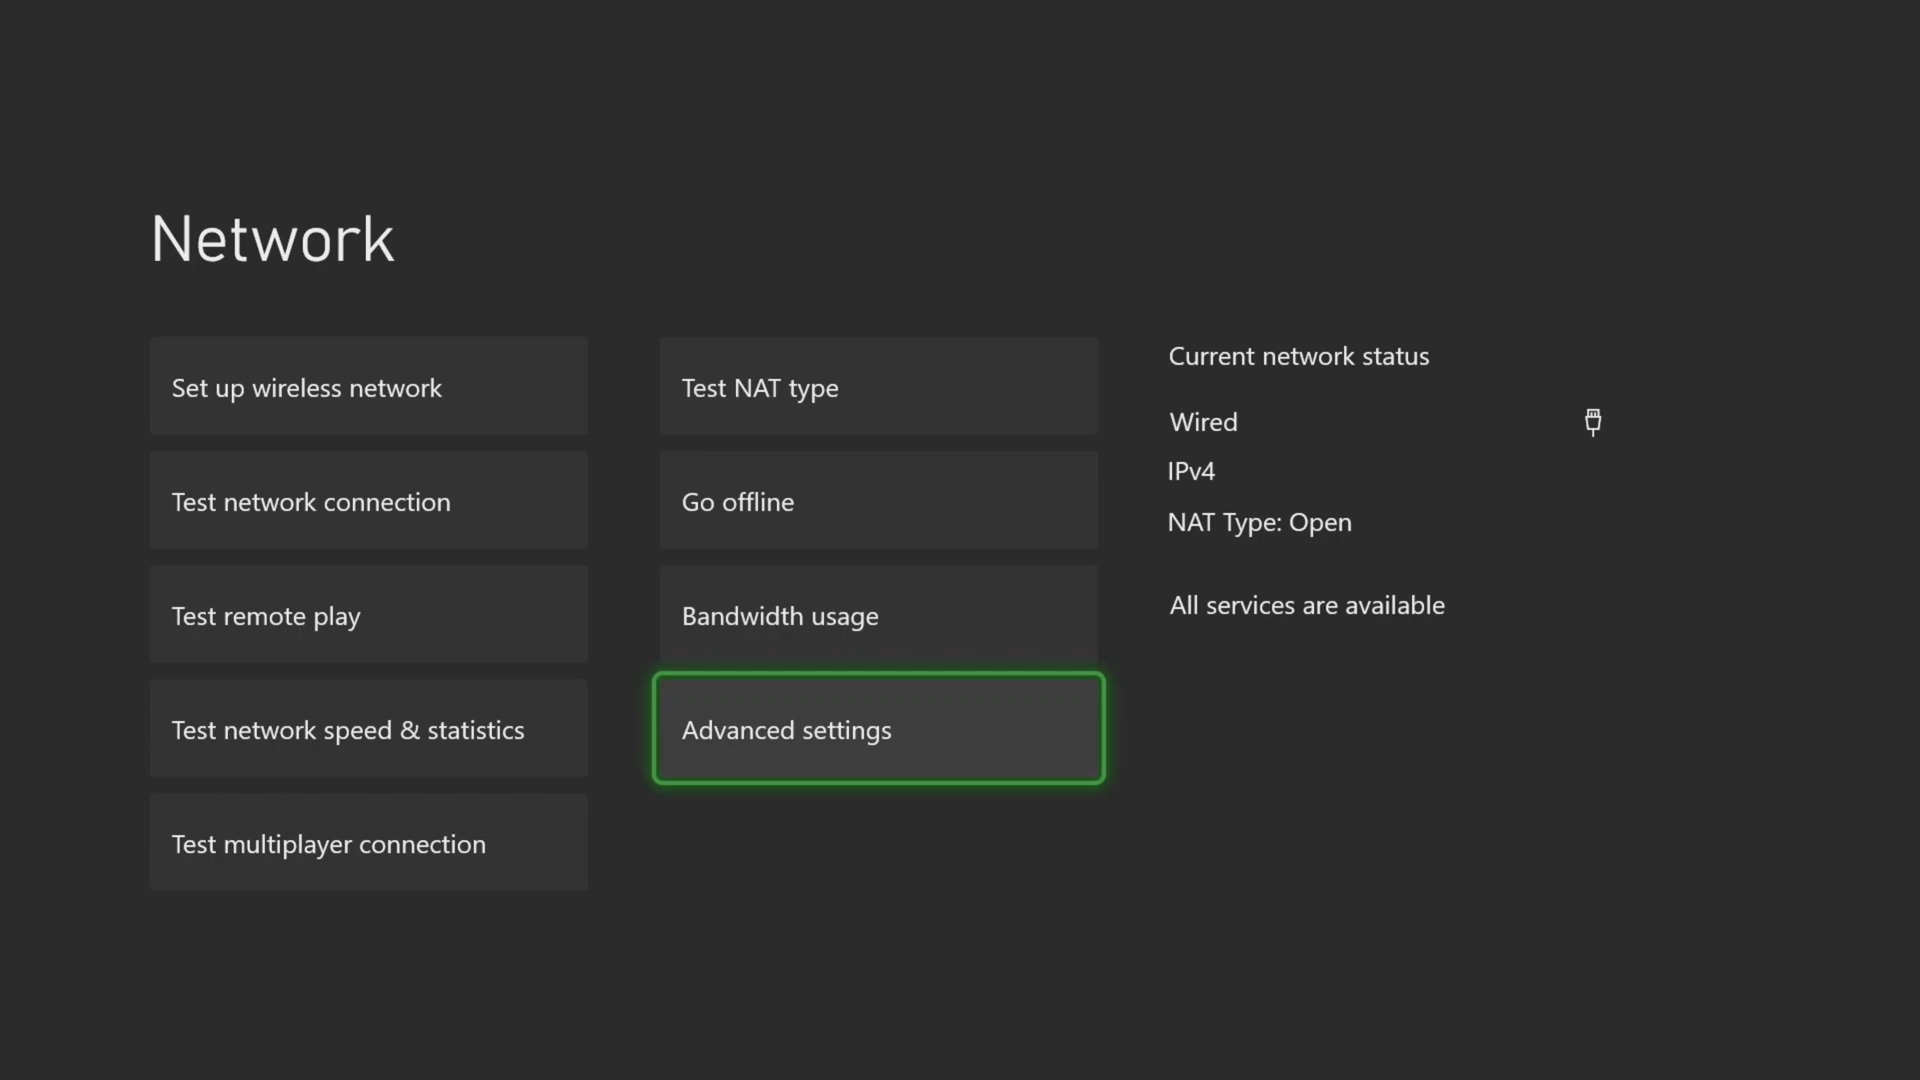 Network
Set up wireless network
Test network connection
Test remote play
Test network speed & statistics
Test multiplayer connection
Test NAT type
Go offline
Bandwidth usage
Advanced settings
Current network status
Wired
IPv4
NAT Type: Open
All services are available